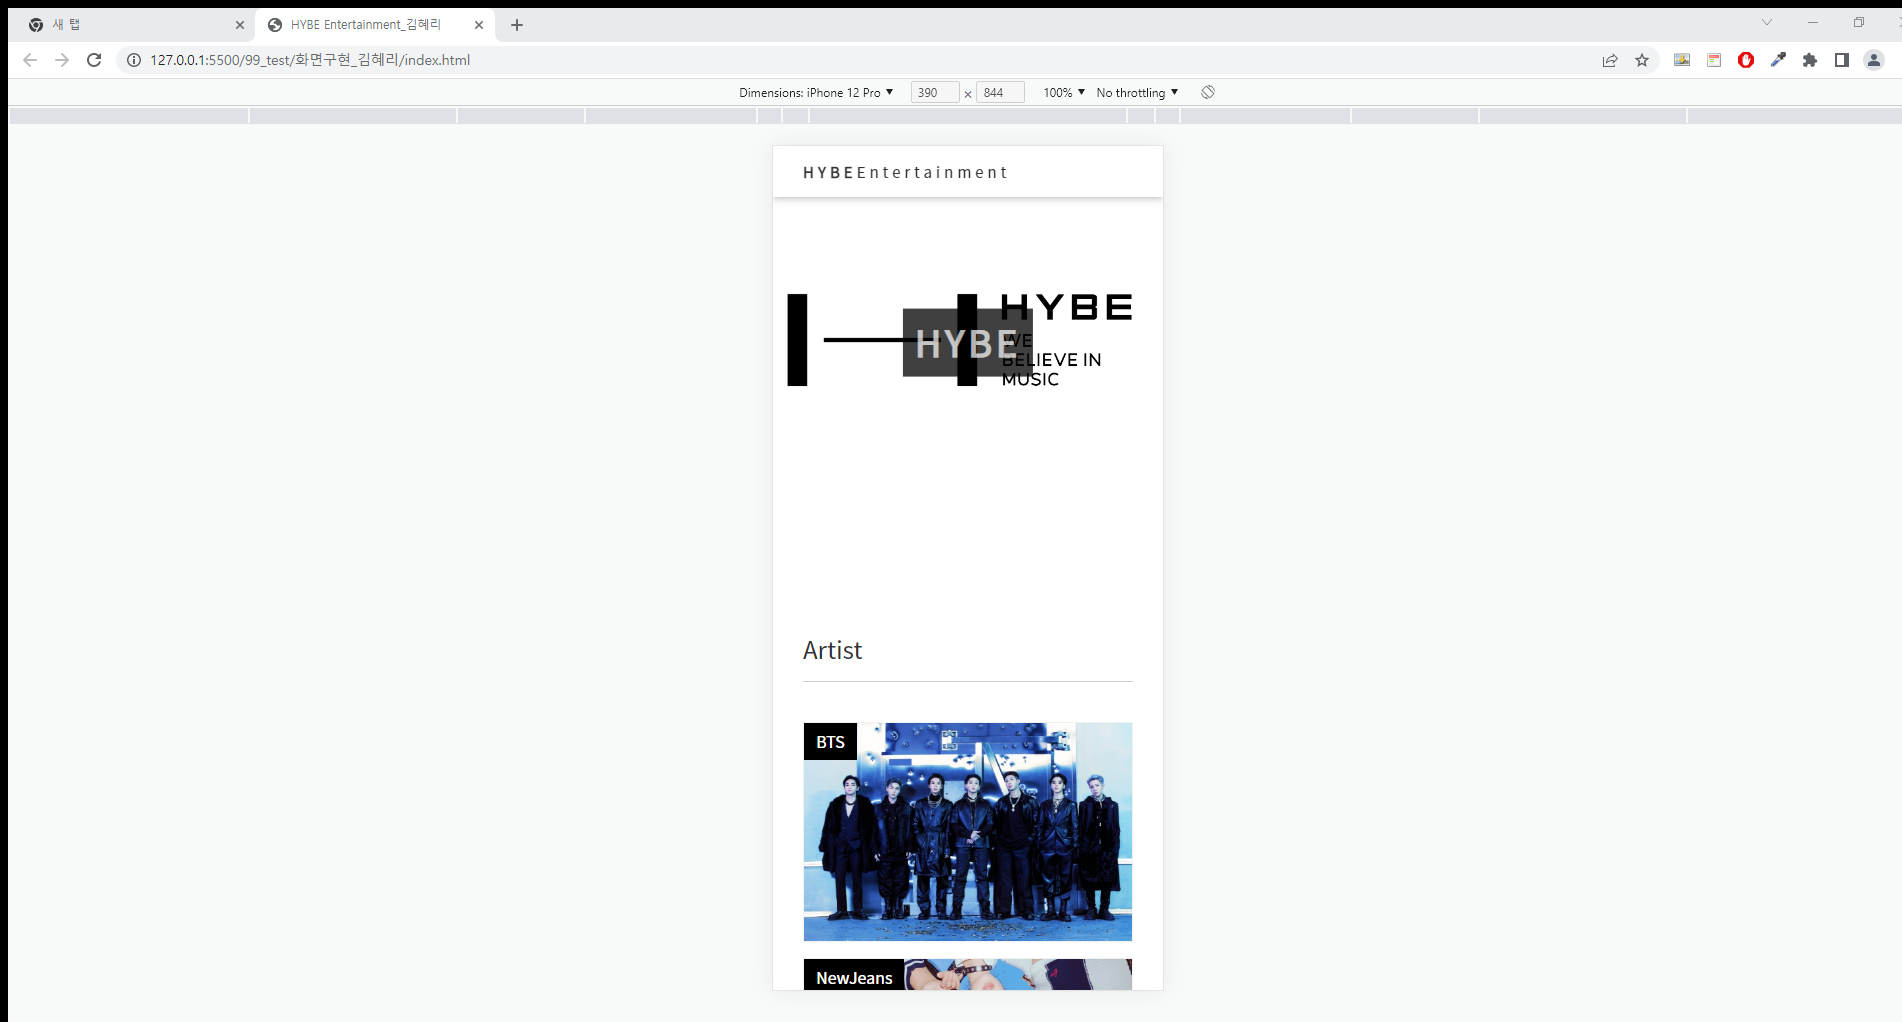 새 탭
HYBE Entertainment_김혜리
127.0.0.1:5500/99_test/화면구현_김혜리/index.html
Dimensions: iPhone 12 Pro ▼ 390 × 844 100% ▼ No throttling ▼
HYBEEntertainment
HYBE
HYBE
WE
BELIEVE IN
MUSIC
Artist
BTS
NewJeans